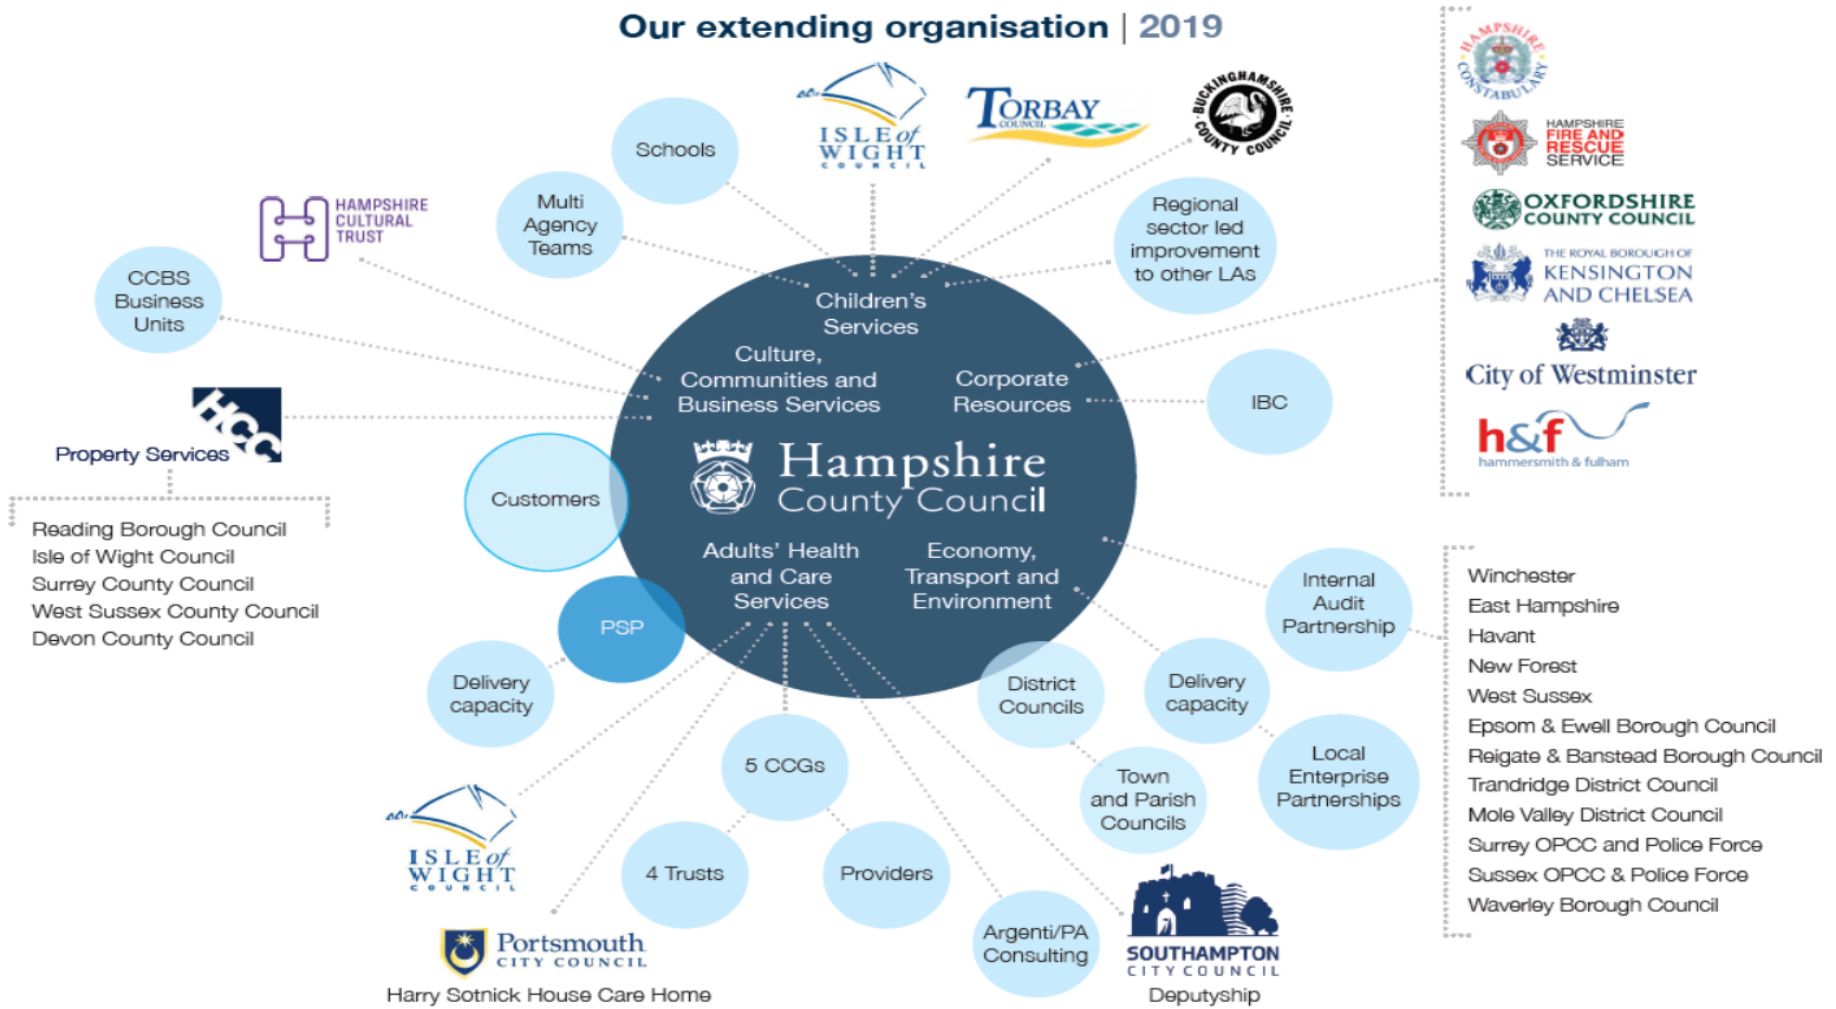 Our extending organisation | 2019
HAMPSHIRE
CONSTABULARY
HAMPSHIRE
FIRE AND
RESCUE
SERVICE
OXFORDSHIRE
COUNTY COUNCIL
THE ROYAL BOROUGH OF
KENSINGTON
AND CHELSEA
City of Westminster
h&f
hammersmith & fulham
ISLE of
WIGHT
COUNCIL
TORBAY
COUNCIL
BUCKINGHAMSHIRE
COUNTY COUNCIL
Schools
Multi
Agency
Teams
Regional
sector led
improvement
to other LAs
HAMPSHIRE
CULTURAL
TRUST
CCBS
Business
Units
Children's
Services
Culture,
Communities and
Business Services
Corporate
Resources
IBC
HCC
Property Services
Reading Borough Council
Isle of Wight Council
Surrey County Council
West Sussex County Council
Devon County Council
Customers
Hampshire
County Council
Adults' Health
and Care
Services
Economy,
Transport and
Environment
PSP
Delivery
capacity
District
Councils
Delivery
capacity
Internal
Audit
Partnership
Winchester
East Hampshire
Havant
New Forest
West Sussex
Epsom & Ewell Borough Council
Reigate & Banstead Borough Council
Trandridge District Council
Mole Valley District Council
Surrey OPCC and Police Force
Sussex OPCC & Police Force
Waverley Borough Council
Local
Enterprise
Partnerships
Town
and Parish
Councils
5 CCGs
4 Trusts
Providers
ISLE of
WIGHT
COUNCIL
Portsmouth
CITY COUNCIL
Harry Sotnick House Care Home
Argenti/PA
Consulting
SOUTHAMPTON
CITY COUNCIL
Deputyship